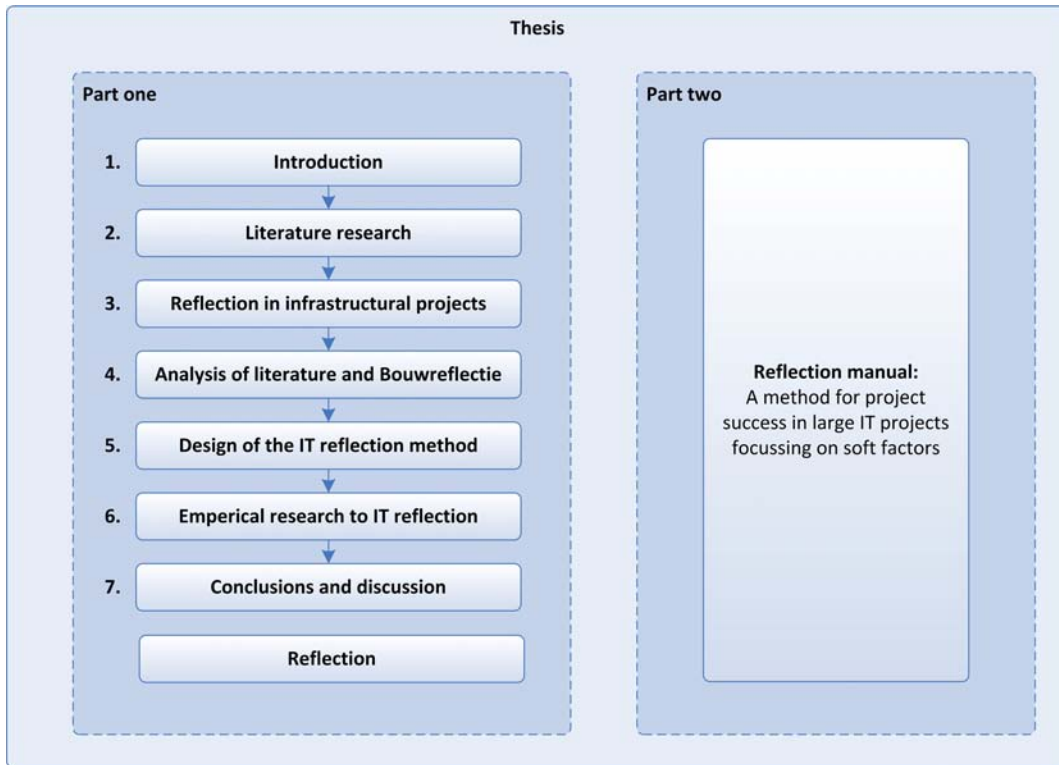 Thesis
Part one
1. Introduction
2. Literature research
3. Reflection in infrastructural projects
4. Analysis of literature and Bouwreflectie
5. Design of the IT reflection method
6. Emperical research to IT reflection
7. Conclusions and discussion
Reflection
Part two
Reflection manual:
A method for project
success in large IT projects
focussing on soft factors